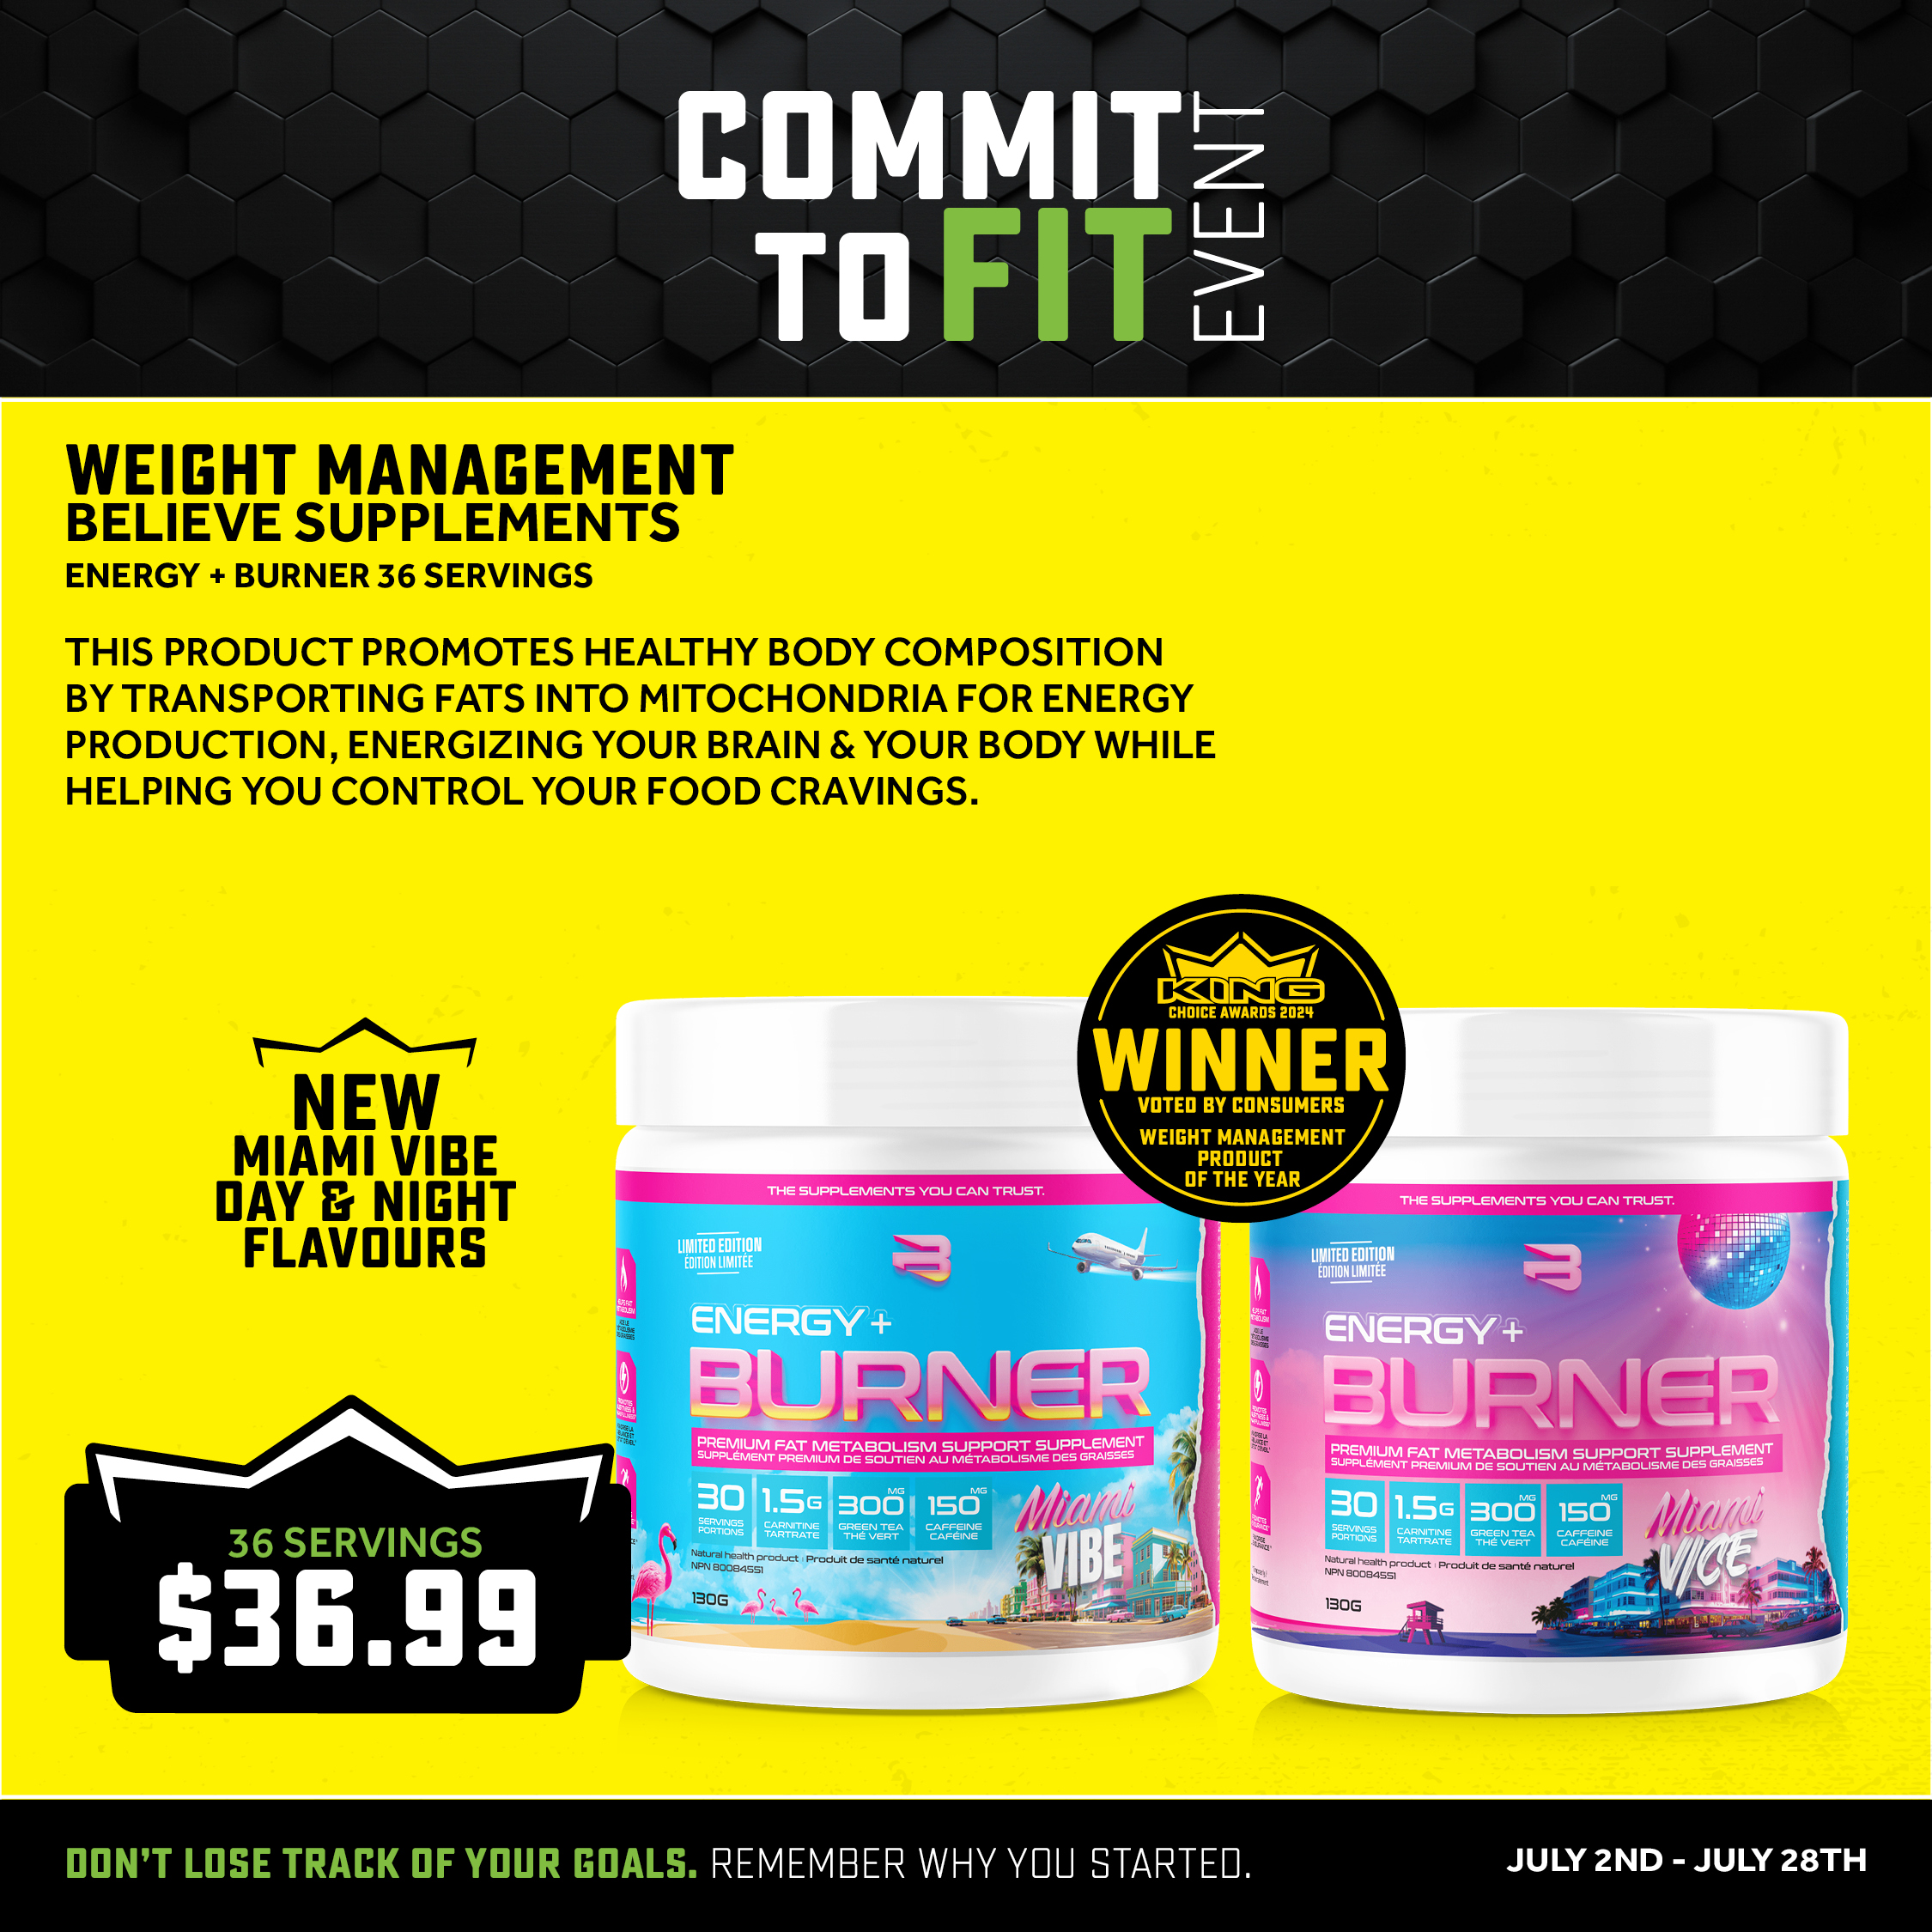 COMMIT
TO FIT
EVENT
WEIGHT MANAGEMENT
BELIEVE SUPPLEMENTS
ENERGY + BURNER 36 SERVINGS
THIS PRODUCT PROMOTES HEALTHY BODY COMPOSITION
BY TRANSPORTING FATS INTO MITOCHONDRIA FOR ENERGY
PRODUCTION, ENERGIZING YOUR BRAIN & YOUR BODY WHILE
HELPING YOU CONTROL YOUR FOOD CRAVINGS.
KING
CHOICE AWARDS 2024
WINNER
VOTED BY CONSUMERS
WEIGHT MANAGEMENT
PRODUCT
OF THE YEAR
NEW
MIAMI VIBE
DAY & NIGHT
FLAVOURS
36 SERVINGS
$36.99
THE SUPPLEMENTS YOU CAN TRUST.
LIMITED EDITION
ÉDITION LIMITÉE
B
ENERGY+
BURNER
PREMIUM FAT METABOLISM SUPPORT SUPPLEMENT
SUPPLÉMENT PREMIUM DE SOUTIEN AU MÉTABOLISME DES GRAISSES
30 SERVINGS PORTIONS
1.5G CARNITINE TARTRATE
300 MG GREEN TEA THÉ VERT
150 MG CAFFEINE CAFÉINE
Miami
VIBE
Natural health product | Produit de santé naturel
NPN 80084551
130G
THE SUPPLEMENTS YOU CAN TRUST.
LIMITED EDITION
ÉDITION LIMITÉE
B
ENERGY+
BURNER
PREMIUM FAT METABOLISM SUPPORT SUPPLEMENT
SUPPLÉMENT PREMIUM DE SOUTIEN AU MÉTABOLISME DES GRAISSES
30 SERVINGS PORTIONS
1.5G CARNITINE TARTRATE
300 MG GREEN TEA THÉ VERT
150 MG CAFFEINE CAFÉINE
Miami
VICE
Natural health product | Produit de santé naturel
NPN 80084551
130G
DON'T LOSE TRACK OF YOUR GOALS. REMEMBER WHY YOU STARTED.
JULY 2ND - JULY 28TH